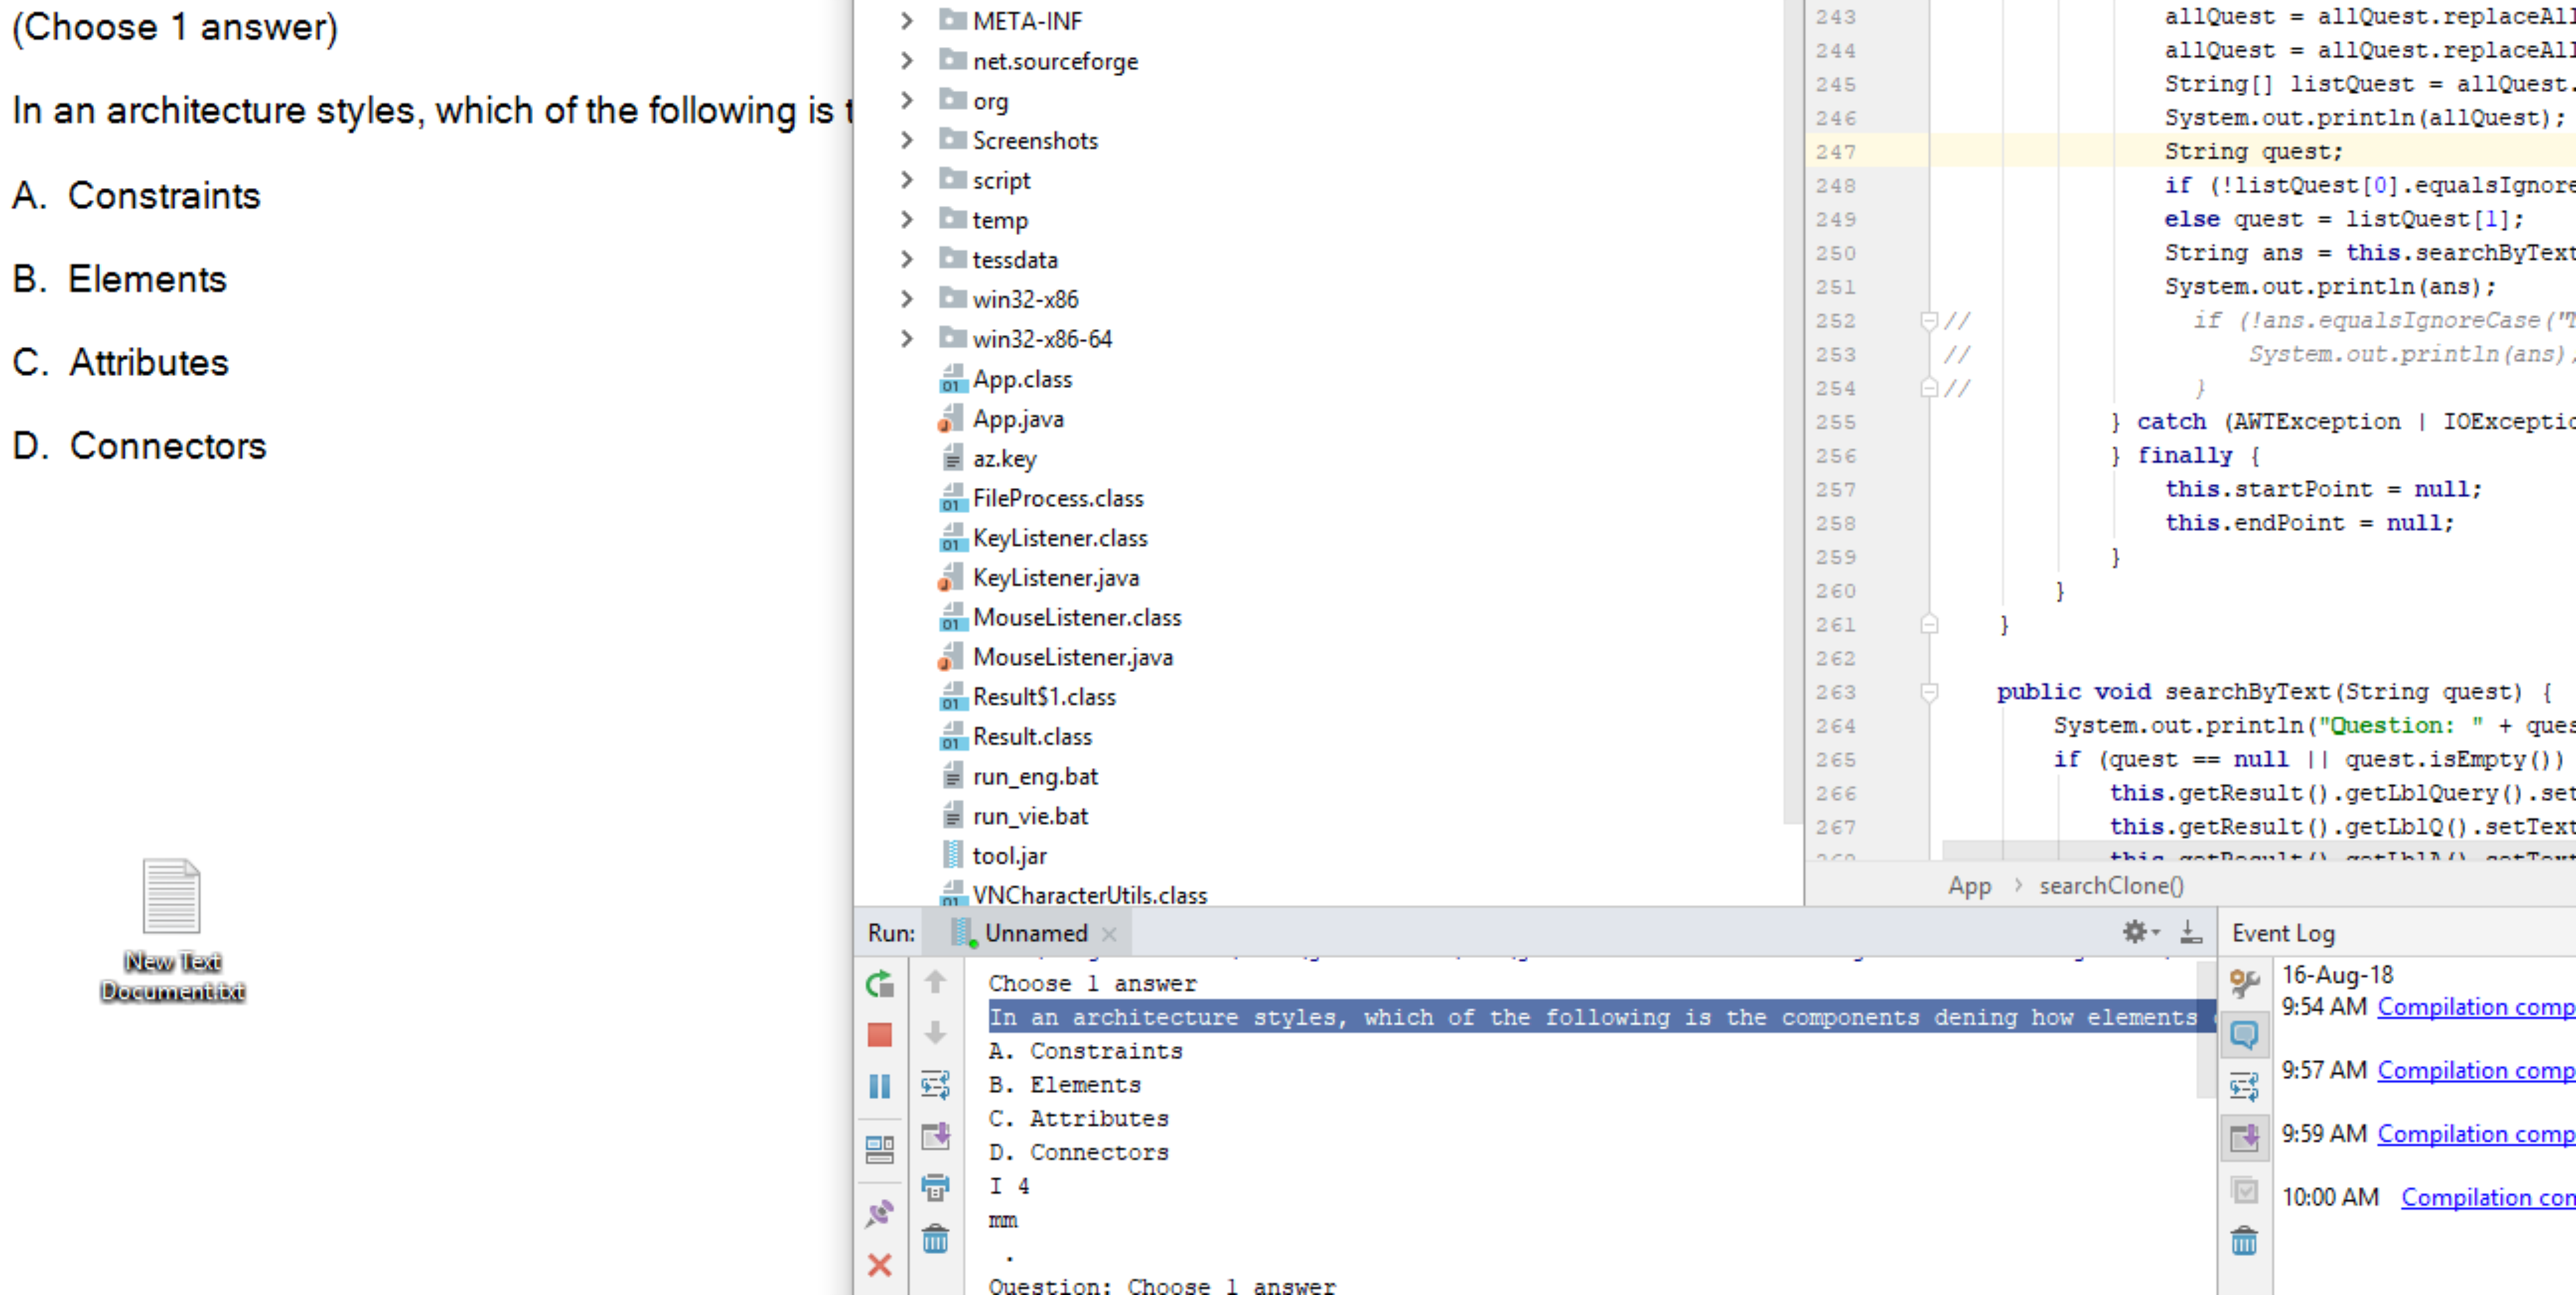 (Choose 1 answer)
In an architecture styles, which of the following is t
A. Constraints
B. Elements
C. Attributes
D. Connectors
New Text
Document.txt
META-INF
net.sourceforge
org
Screenshots
script
temp
tessdata
win32-x86
win32-x86-64
App.class
App.java
az.key
FileProcess.class
KeyListener.class
KeyListener.java
MouseListener.class
MouseListener.java
Result$1.class
Result.class
run_eng.bat
run_vie.bat
tool.jar
VNCharacterUtils.class
243 allQuest = allQuest.replaceAll
244 allQuest = allQuest.replaceAll
245 String[] listQuest = allQuest.
246 System.out.println(allQuest);
247 String quest;
248 if (!listQuest[0].equalsIgnore
249 else quest = listQuest[1];
250 String ans = this.searchByText
251 System.out.println(ans);
252 // if (!ans.equalsIgnoreCase("
253 // System.out.println(ans)
254 // }
255 } catch (AWTException | IOExceptio
256 } finally {
257 this.startPoint = null;
258 this.endPoint = null;
259 }
260 }
261 }
262
263 public void searchByText(String quest) {
264 System.out.println("Question: " + ques
265 if (quest == null || quest.isEmpty())
266 this.getResult().getLblQuery().set
267 this.getResult().getLblQ().setText
268 this.getResult().getLblA().setText
App > searchClone()
Run: Unnamed
Choose 1 answer
In an architecture styles, which of the following is the components dening how elements
A. Constraints
B. Elements
C. Attributes
D. Connectors
I 4
mm
.
Question: Choose 1 answer
Event Log
16-Aug-18
9:54 AM Compilation comp
9:57 AM Compilation comp
9:59 AM Compilation comp
10:00 AM Compilation con